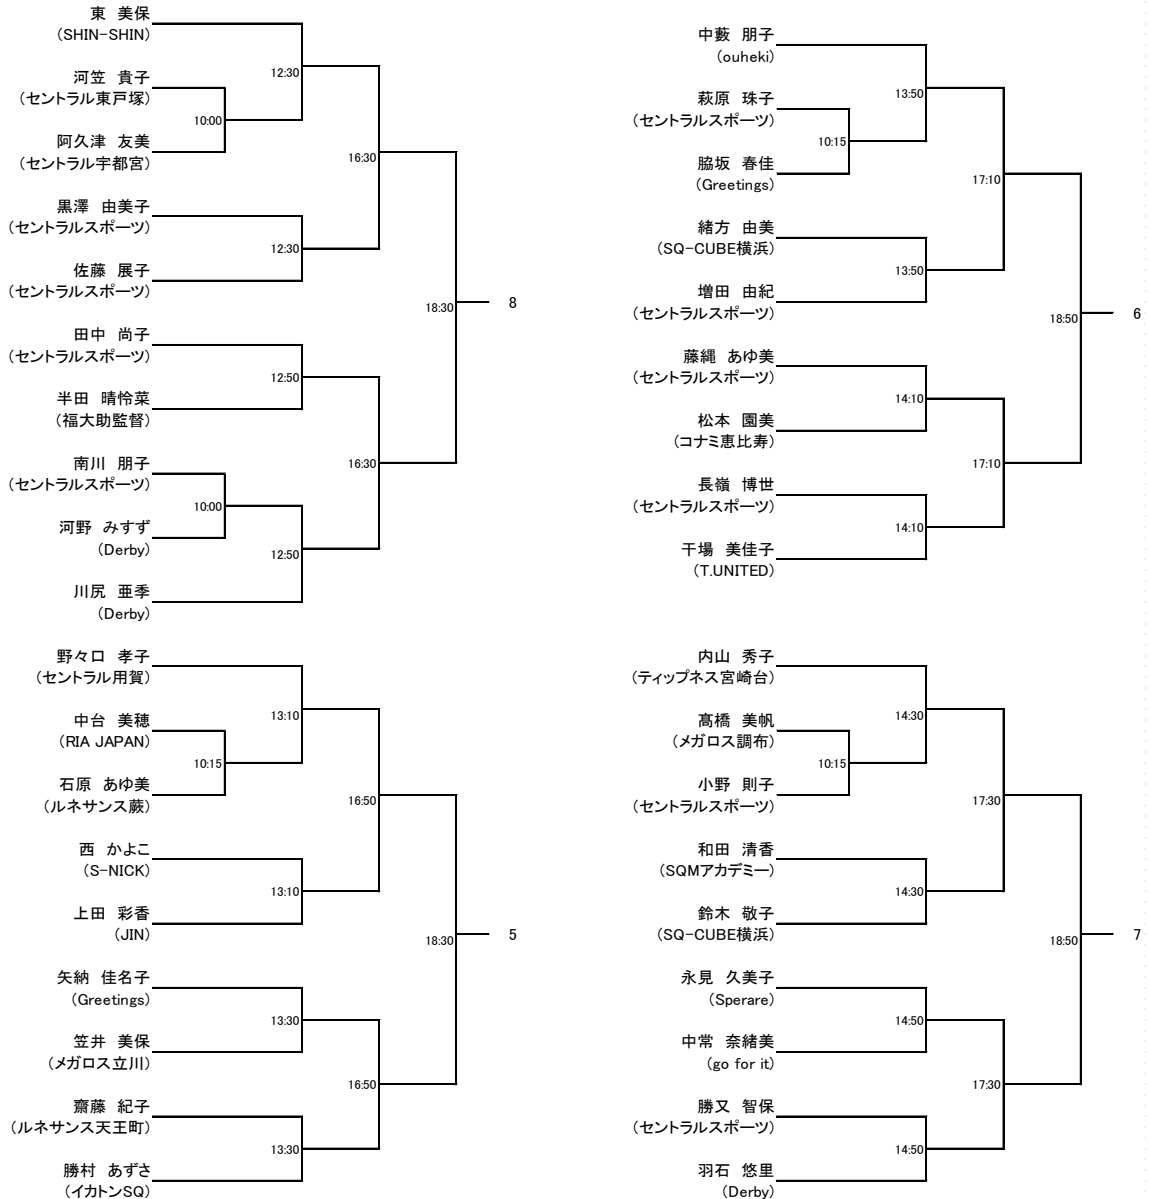 東　美保
(SHIN-SHIN)
12:30
河笠　貴子
(セントラル東戸塚)
10:00
阿久津　友美
(セントラル宇都宮)
16:30
黒澤　由美子
(セントラルスポーツ)
12:30
佐藤　展子
(セントラルスポーツ)
18:30
8
田中　尚子
(セントラルスポーツ)
12:50
半田　晴怜菜
(福大助監督)
16:30
南川　朋子
(セントラルスポーツ)
10:00
河野　みすず
(Derby)
12:50
川尻　亜季
(Derby)
中藪　朋子
(ouheki)
13:50
萩原　珠子
(セントラルスポーツ)
10:15
脇坂　春佳
(Greetings)
17:10
緒方　由美
(SQ-CUBE横浜)
13:50
増田　由紀
(セントラルスポーツ)
18:50
6
藤縄　あゆ美
(セントラルスポーツ)
14:10
松本　園美
(コナミ恵比寿)
17:10
長嶺　博世
(セントラルスポーツ)
14:10
干場　美佳子
(T.UNITED)
野々口　孝子
(セントラル用賀)
13:10
中台　美穂
(RIA JAPAN)
10:15
石原　あゆ美
(ルネサンス蕨)
16:50
西　かよこ
(S-NICK)
13:10
上田　彩香
(JIN)
18:30
5
矢納　佳名子
(Greetings)
13:30
笠井　美保
(メガロス立川)
16:50
齋藤　紀子
(ルネサンス天王町)
13:30
勝村　あずさ
(イカトンSQ)
内山　秀子
(ティップネス宮崎台)
14:30
髙橋　美帆
(メガロス調布)
10:15
小野　則子
(セントラルスポーツ)
17:30
和田　清香
(SQMアカデミー)
14:30
鈴木　敬子
(SQ-CUBE横浜)
18:50
7
永見　久美子
(Sperare)
14:50
中常　奈緒美
(go for it)
17:30
勝又　智保
(セントラルスポーツ)
14:50
羽石　悠里
(Derby)